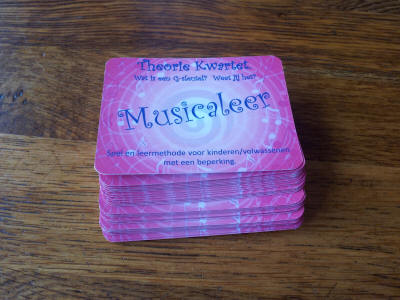 Theorie Kwartet
Wat is een G-sleutel? Weet jij het?
Musicaleer
Spel en leermethode voor kinderen/volwassenen
met een beperking.